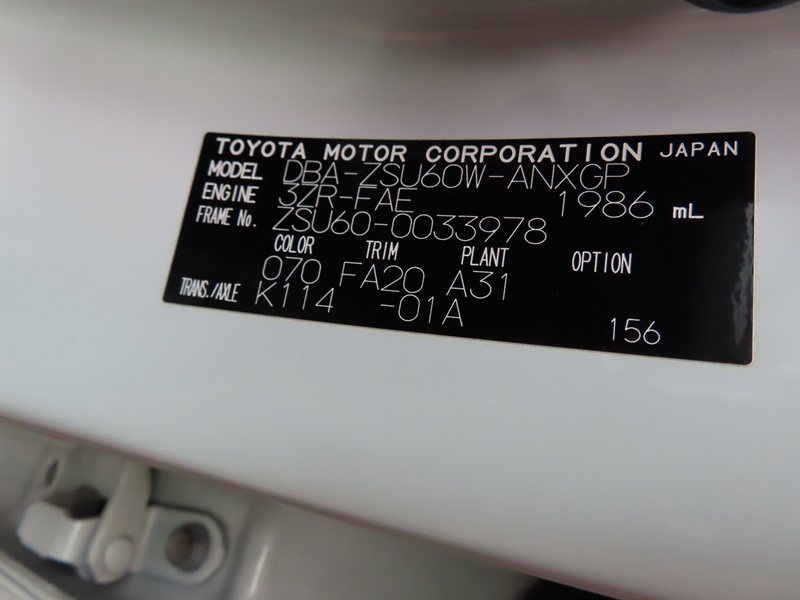 TOYOTA MOTOR CORPORATION JAPAN
MODEL DBA-ZSU60W-ANXGP
ENGINE 3ZR-FAE 1986 mL
FRAME No. ZSU60-0033978
COLOR TRIM PLANT OPTION
070 FA20 A31
TRANS./AXLE K114 -01A
156